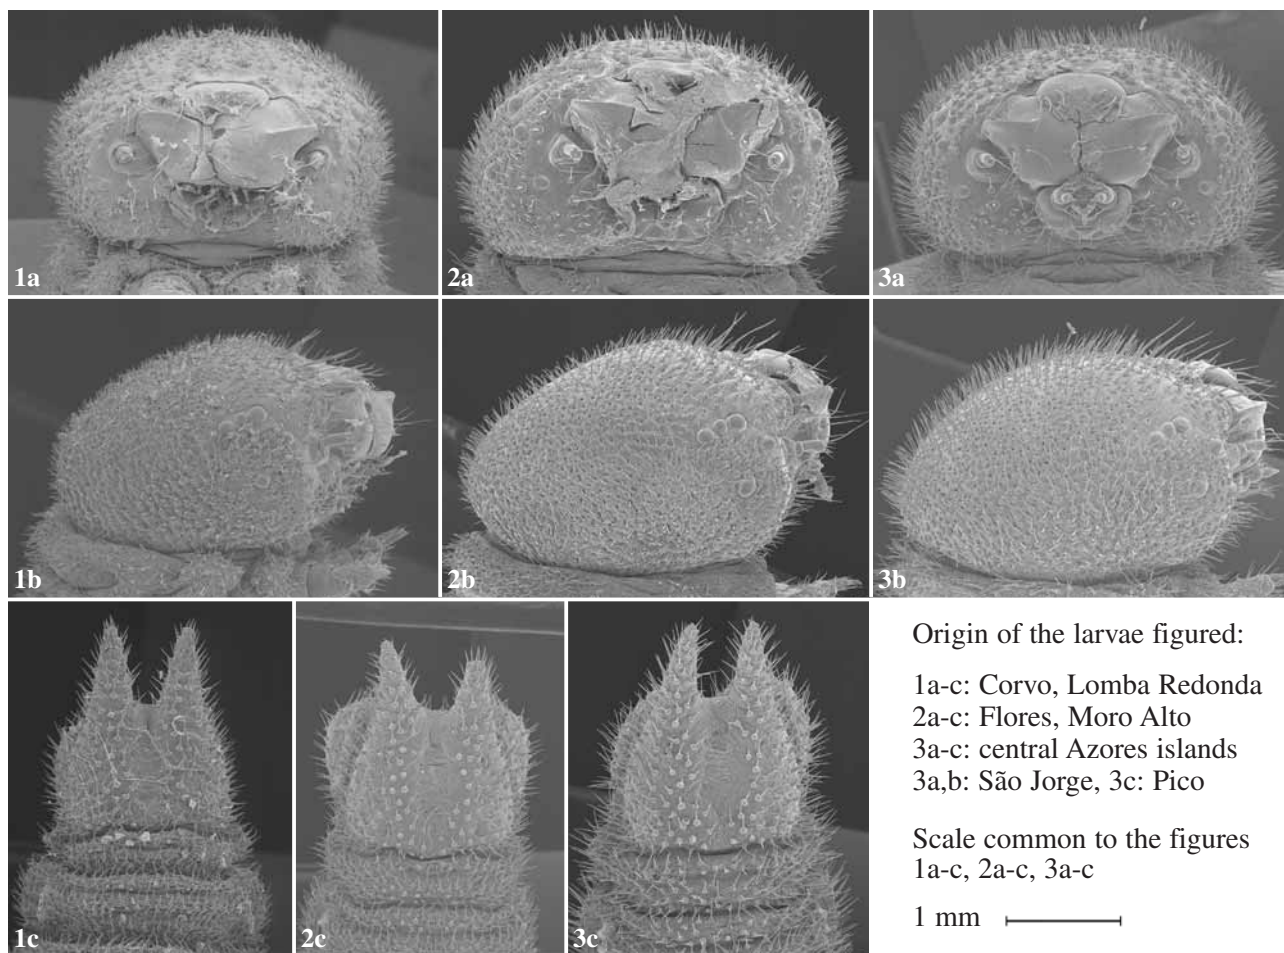 1a
2a
3a
1b
2b
3b
1c
2c
3c
Origin of the larvae figured:
1a-c: Corvo, Lomba Redonda
2a-c: Flores, Moro Alto
3a-c: central Azores islands
3a,b: São Jorge, 3c: Pico
Scale common to the figures
1a-c, 2a-c, 3a-c
1 mm